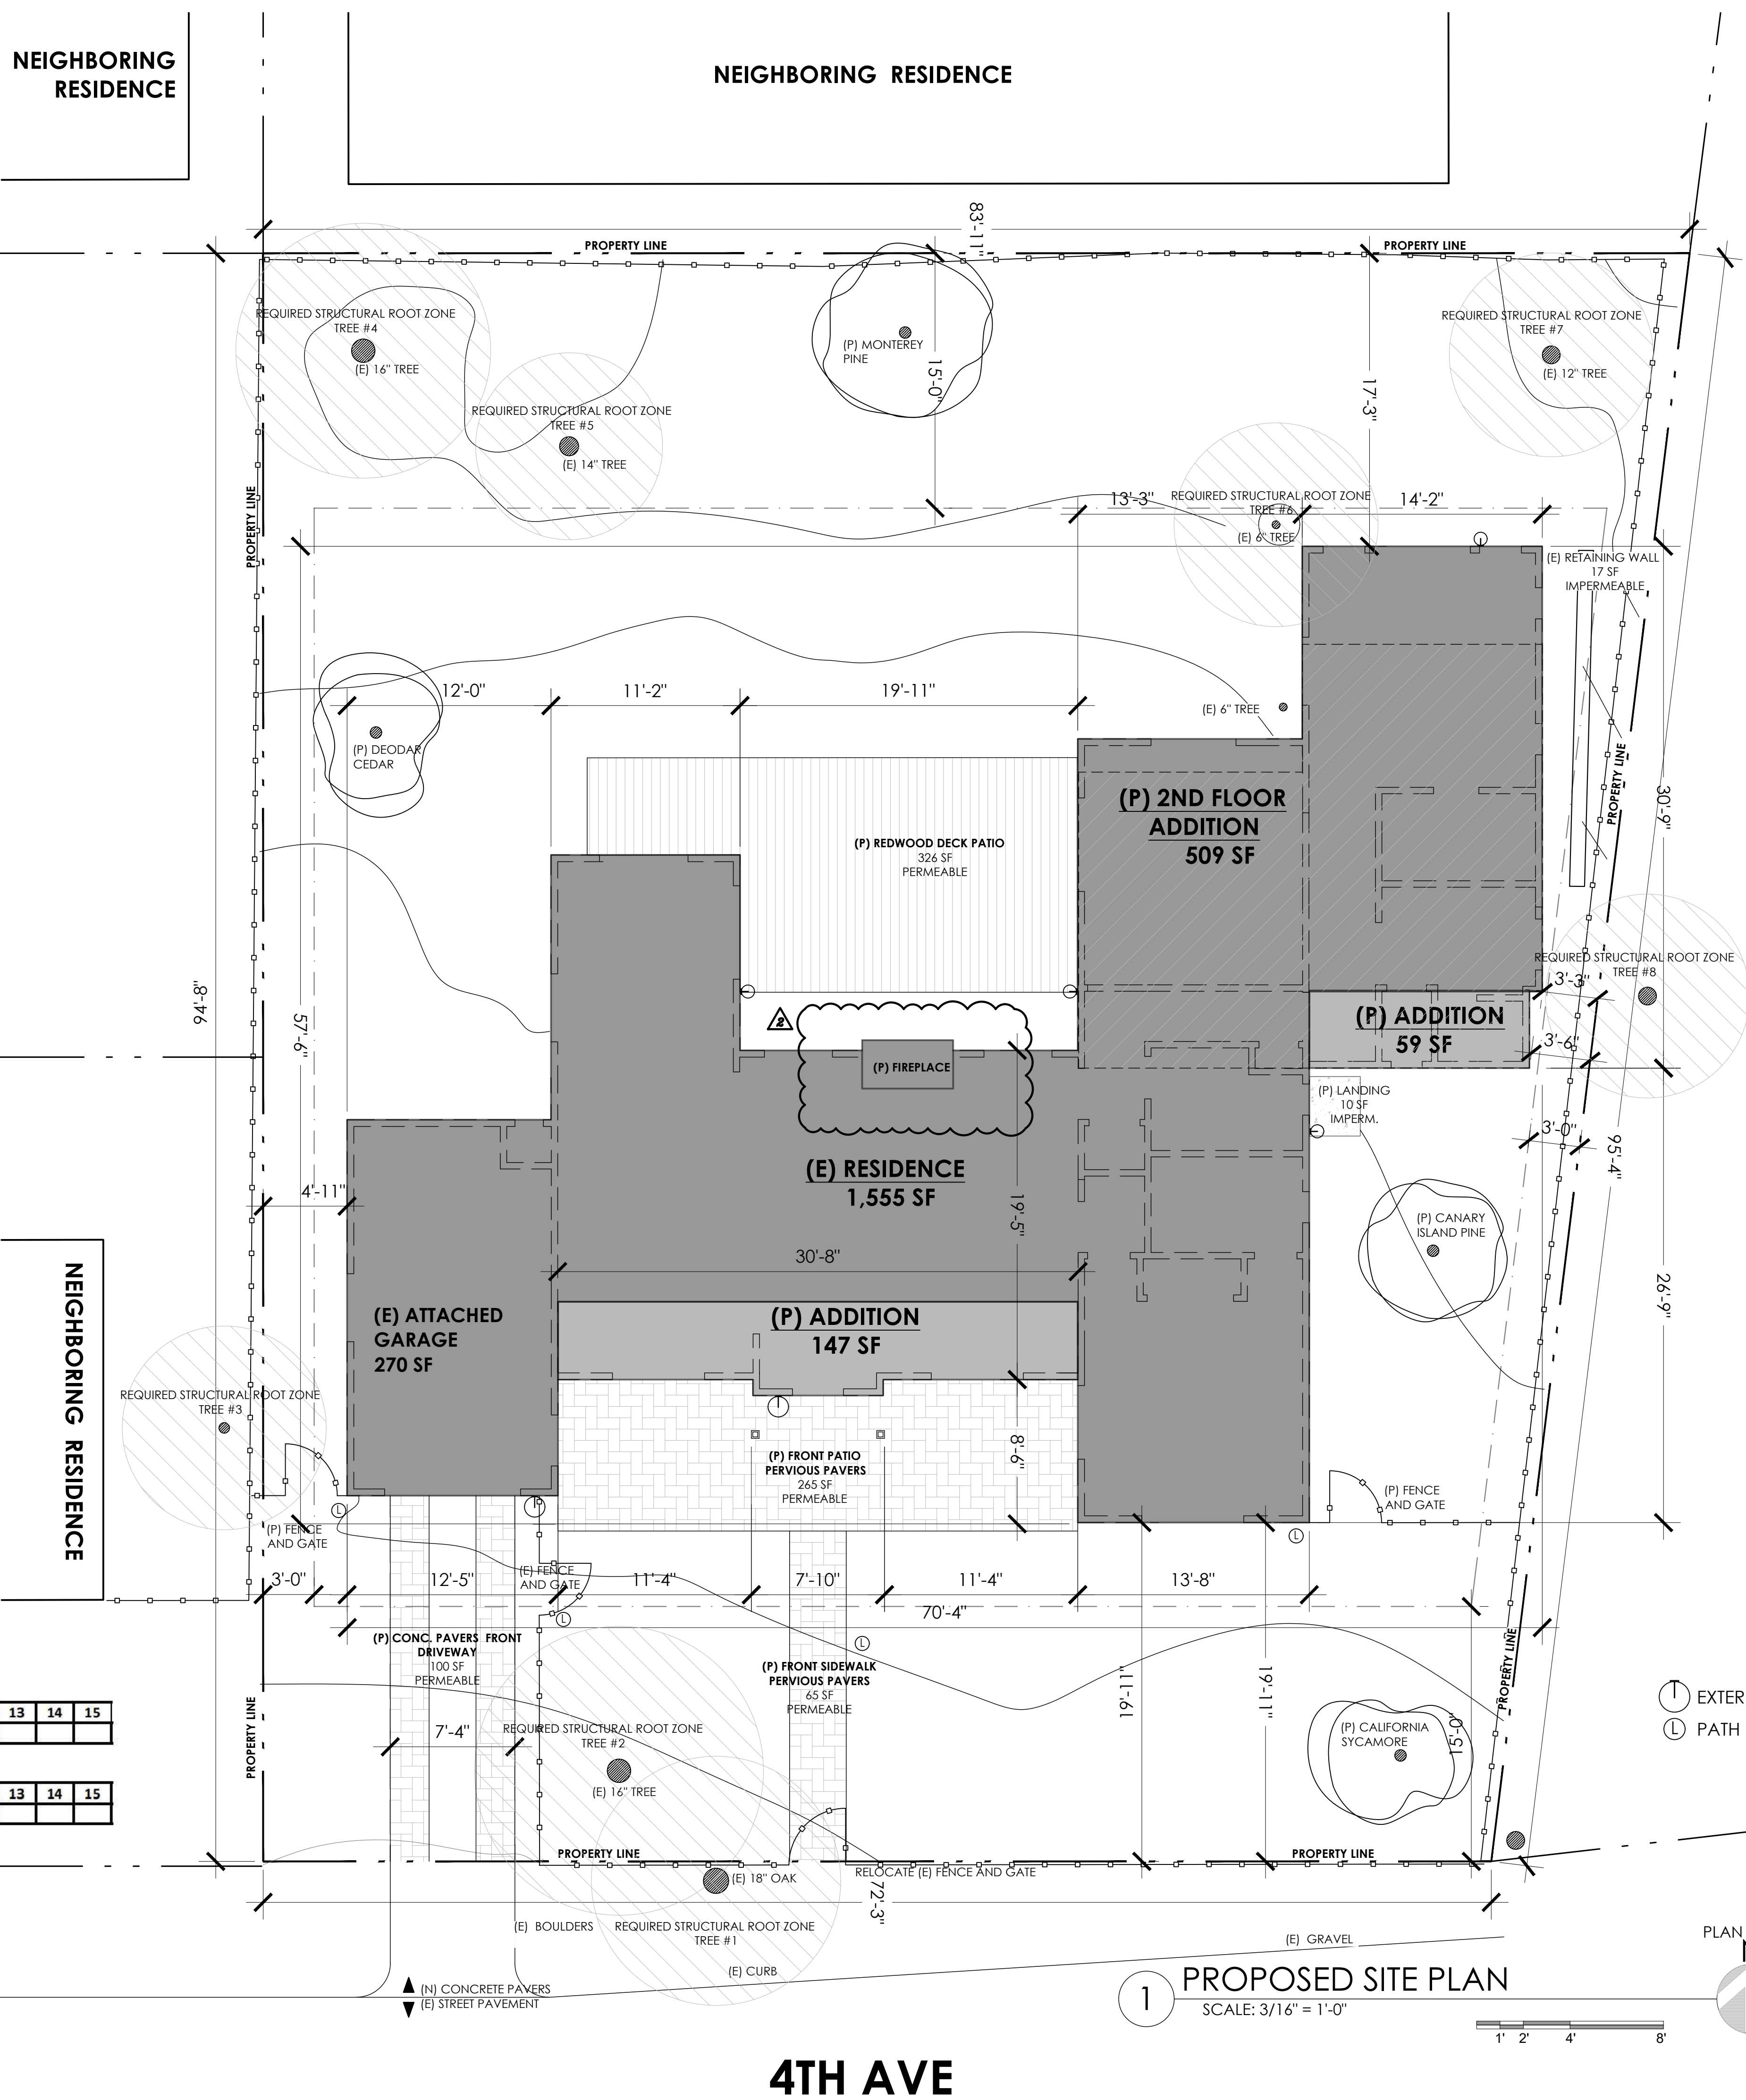 NEIGHBORING
RESIDENCE
NEIGHBORING RESIDENCE
83'-11"
PROPERTY LINE
PROPERTY LINE
REQUIRED STRUCTURAL ROOT ZONE
TREE #4
(E) 16" TREE
REQUIRED STRUCTURAL ROOT ZONE
TREE #5
(E) 14" TREE
(P) MONTEREY
PINE
15'-0"
17'-3"
REQUIRED STRUCTURAL ROOT ZONE
TREE #7
(E) 12" TREE
PROPERTY LINE
13'-3"
REQUIRED STRUCTURAL ROOT ZONE
TREE #6
(E) 6" TREE
14'-2"
(E) RETAINING WALL
17 SF
IMPERMEABLE
12'-0"
11'-2"
19'-11"
(E) 6" TREE
(P) DEODAR
CEDAR
PROPERTY LINE
30'-9"
(P) 2ND FLOOR
ADDITION
509 SF
(P) REDWOOD DECK PATIO
326 SF
PERMEABLE
94'-8"
57'-6"
REQUIRED STRUCTURAL ROOT ZONE
TREE #8
3'-3"
2
(P) ADDITION
59 SF
3'-6"
(P) FIREPLACE
(P) LANDING
10 SF
IMPERM.
3'-0"
95'-4"
(E) RESIDENCE
1,555 SF
4'-11"
19'-5"
(P) CANARY
ISLAND PINE
30'-8"
26'-9"
NEIGHBORING RESIDENCE
(E) ATTACHED
GARAGE
270 SF
(P) ADDITION
147 SF
REQUIRED STRUCTURAL ROOT ZONE
TREE #3
(P) FRONT PATIO
PERVIOUS PAVERS
265 SF
PERMEABLE
8'-6"
(P) FENCE
AND GATE
L
(P) FENCE
AND GATE
L
3'-0"
12'-5"
(E) FENCE
AND GATE
11'-4"
7'-10"
11'-4"
13'-8"
70'-4"
L
L
(P) CONC. PAVERS FRONT
DRIVEWAY
100 SF
PERMEABLE
(P) FRONT SIDEWALK
PERVIOUS PAVERS
65 SF
PERMEABLE
19'-11"
19'-11"
PROPERTY LINE
PROPERTY LINE
7'-4"
REQUIRED STRUCTURAL ROOT ZONE
TREE #2
(E) 16" TREE
(P) CALIFORNIA
SYCAMORE
15'-0"
EXTER
L PATH
13 14 15
13 14 15
PROPERTY LINE
PROPERTY LINE
(E) 18" OAK
RELOCATE (E) FENCE AND GATE
72'-3"
(E) BOULDERS
REQUIRED STRUCTURAL ROOT ZONE
TREE #1
(E) GRAVEL
PLAN
(E) CURB
(N) CONCRETE PAVERS
(E) STREET PAVEMENT
1
PROPOSED SITE PLAN
SCALE: 3/16" = 1'-0"
1' 2' 4' 8'
4TH AVE